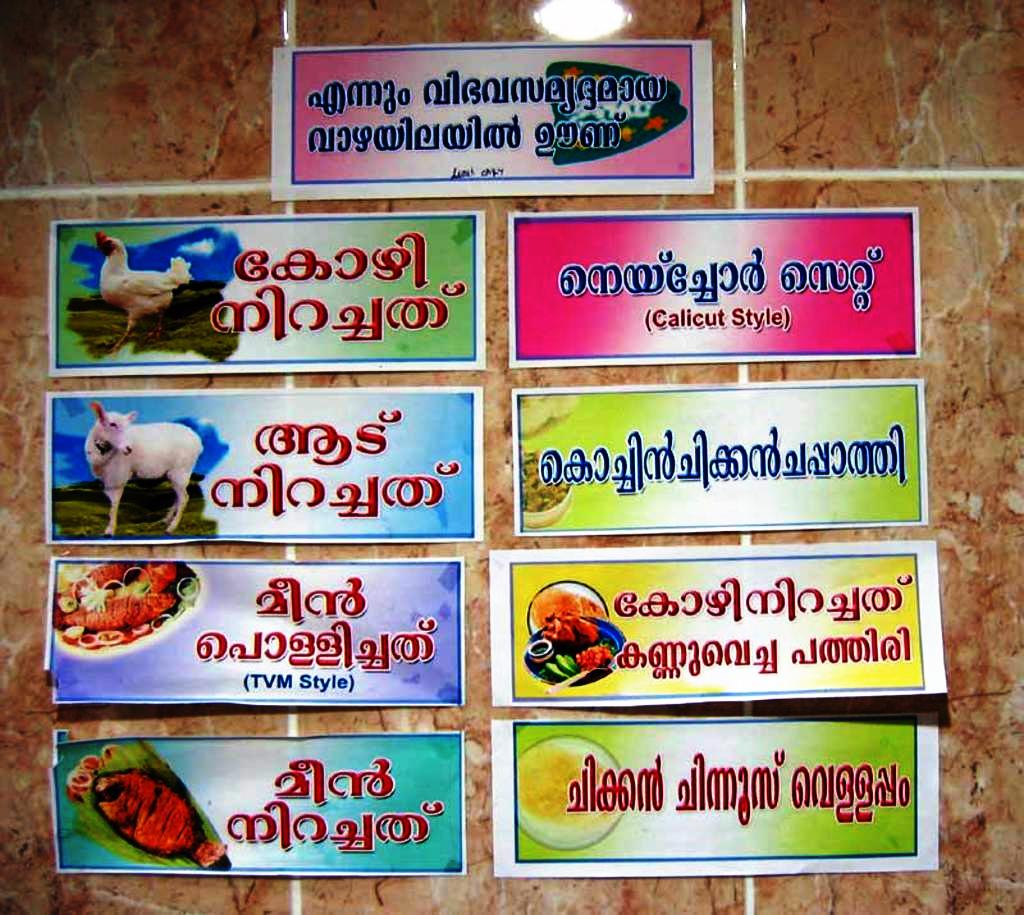 എന്നും വിഭവസമൃദ്ദമായ
വാഴയിലയിൽ ഊണ്
കോഴി
നിറച്ചത്
നെയ്ച്ചോർ സെറ്റ്
(Calicut Style)
ആട്
നിറച്ചത്
കൊച്ചിൻചിക്കൻചപ്പാത്തി
മീൻ
പൊള്ളിച്ചത്
(TVM Style)
കോഴിനിറച്ചത്
കണ്ണുവെച്ച പത്തിരി
മീൻ
നിറച്ചത്
ചിക്കൻ ചിന്നൂസ് വെള്ളപ്പം